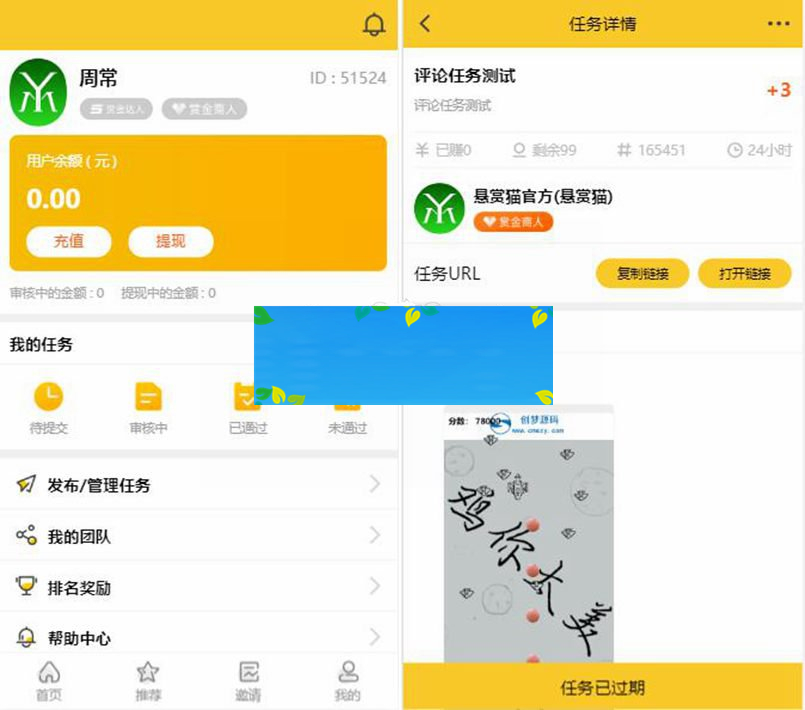 周常
ID : 51524
赏金达人
赏金商人
用户余额 ( 元 )
0.00
充值
提现
审核中的金额 : 0
提现中的金额 : 0
我的任务
待提交
审核中
已通过
未通过
发布/管理任务
我的团队
排名奖励
帮助中心
首页
推荐
邀请
我的
任务详情
评论任务测试
+3
评论任务测试
已赚0
剩余99
165451
24小时
悬赏猫官方(悬赏猫)
赏金商人
任务URL
复制链接
打开链接
分数: 78000
创梦源码
www.cmszy.com
鸡你太美
任务已过期